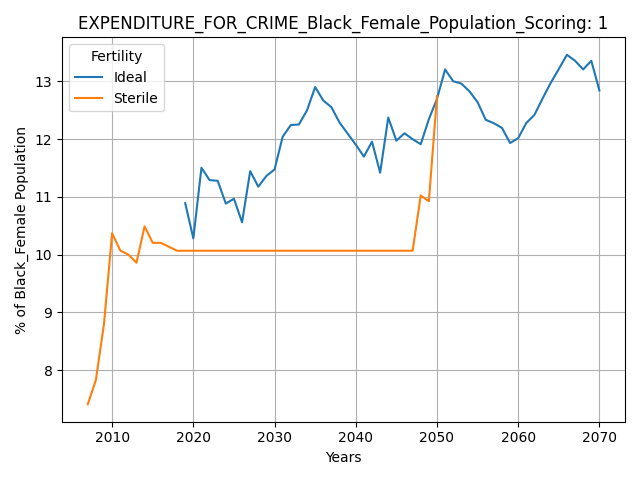 EXPENDITURE_FOR_CRIME_Black_Female_Population_Scoring: 1
Fertility
Ideal
Sterile
% of Black_Female Population
13
12
11
10
9
8
2010 2020 2030 2040 2050 2060 2070
Years